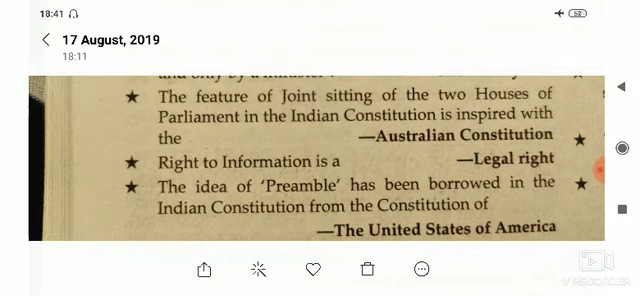 18:41
52
17 August, 2019
18:11
★ The feature of Joint sitting of the two Houses of
Parliament in the Indian Constitution is inspired with
the —Australian Constitution
★ Right to Information is a —Legal right
★ The idea of 'Preamble' has been borrowed in the
Indian Constitution from the Constitution of
—The United States of America
V RECORDER